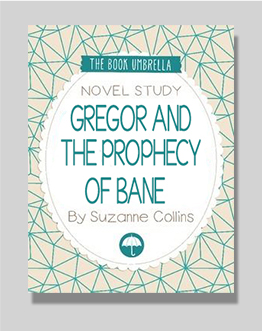 THE BOOK UMBRELLA
NOVEL STUDY
GREGOR AND
THE PROPHECY
OF BANE
By Suzanne Collins